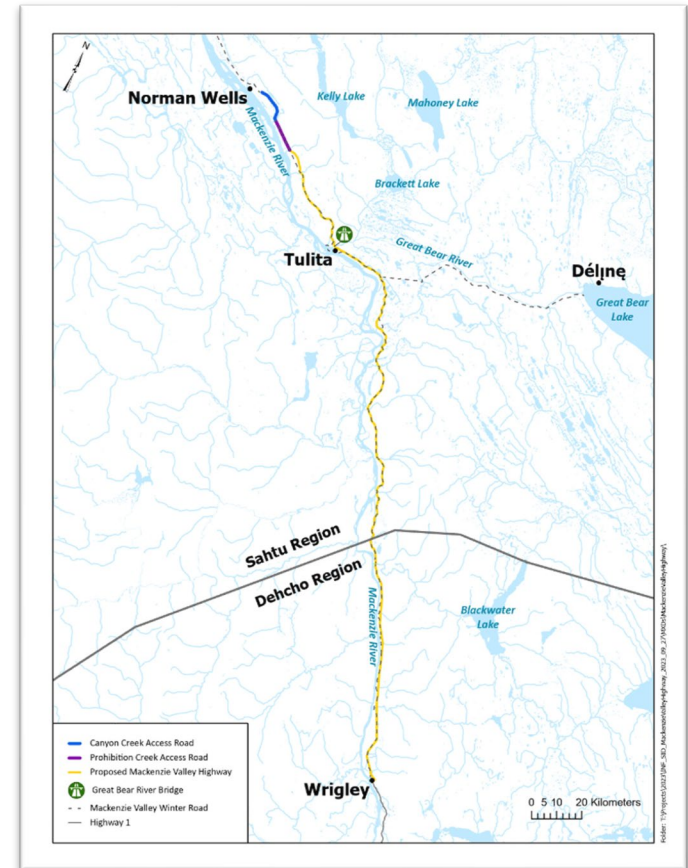 N
Norman Wells
Kelly Lake
Mahoney Lake
Mackenzie River
Brackett Lake
Great Bear River
Tulita
Délı̨nę
Great Bear
Lake
Sahtu Region
Dehcho Region
Mackenzie River
Blackwater
Lake
Wrigley
Canyon Creek Access Road
Prohibition Creek Access Road
Proposed Mackenzie Valley Highway
Great Bear River Bridge
Mackenzie Valley Winter Road
Highway 1
0 5 10 20 Kilometers